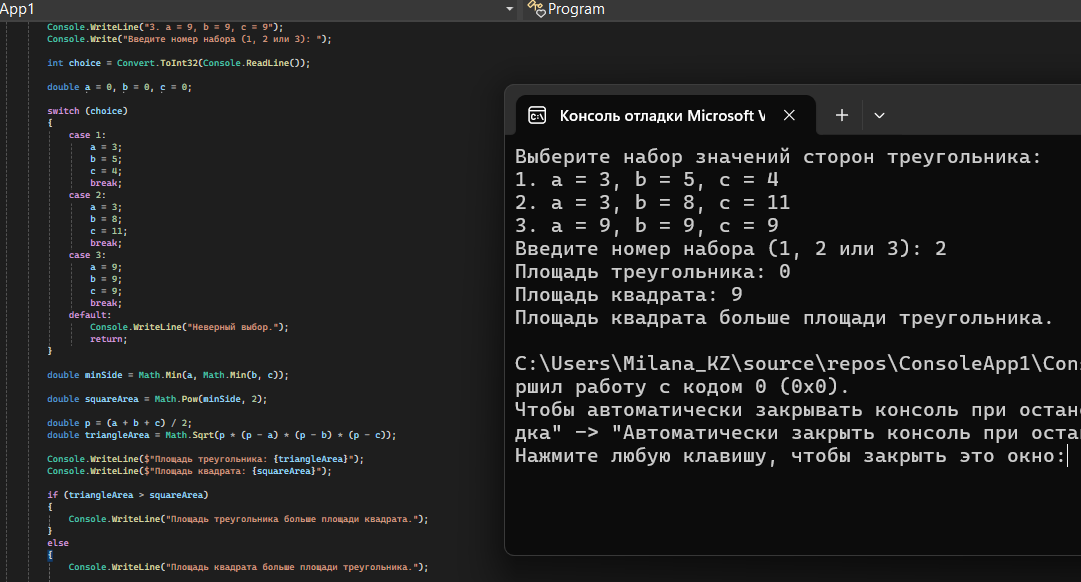 App1
Program
Console.WriteLine("3. a = 9, b = 9, c = 9");
Console.Write("Введите номер набора (1, 2 или 3): ");
int choice = Convert.ToInt32(Console.ReadLine());
double a = 0, b = 0, c = 0;
switch (choice)
{
case 1:
a = 3;
b = 5;
c = 4;
break;
case 2:
a = 3;
b = 8;
c = 11;
break;
case 3:
a = 9;
b = 9;
c = 9;
break;
default:
Console.WriteLine("Неверный выбор.");
return;
}
double minSide = Math.Min(a, Math.Min(b, c));
double squareArea = Math.Pow(minSide, 2);
double p = (a + b + c) / 2;
double triangleArea = Math.Sqrt(p * (p - a) * (p - b) * (p - c));
Console.WriteLine($"Площадь треугольника: {triangleArea}");
Console.WriteLine($"Площадь квадрата: {squareArea}");
if (triangleArea > squareArea)
{
Console.WriteLine("Площадь треугольника больше площади квадрата.");
}
else
{
Console.WriteLine("Площадь квадрата больше площади треугольника.");
Консоль отладки Microsoft V
Выберите набор значений сторон треугольника:
1. a = 3, b = 5, c = 4
2. a = 3, b = 8, c = 11
3. a = 9, b = 9, c = 9
Введите номер набора (1, 2 или 3): 2
Площадь треугольника: 0
Площадь квадрата: 9
Площадь квадрата больше площади треугольника.
C:\Users\Milana_KZ\source\repos\ConsoleApp1\Cons
ршил работу с кодом 0 (0x0).
Чтобы автоматически закрывать консоль при остано
дка" -> "Автоматически закрыть консоль при остан
Нажмите любую клавишу, чтобы закрыть это окно: